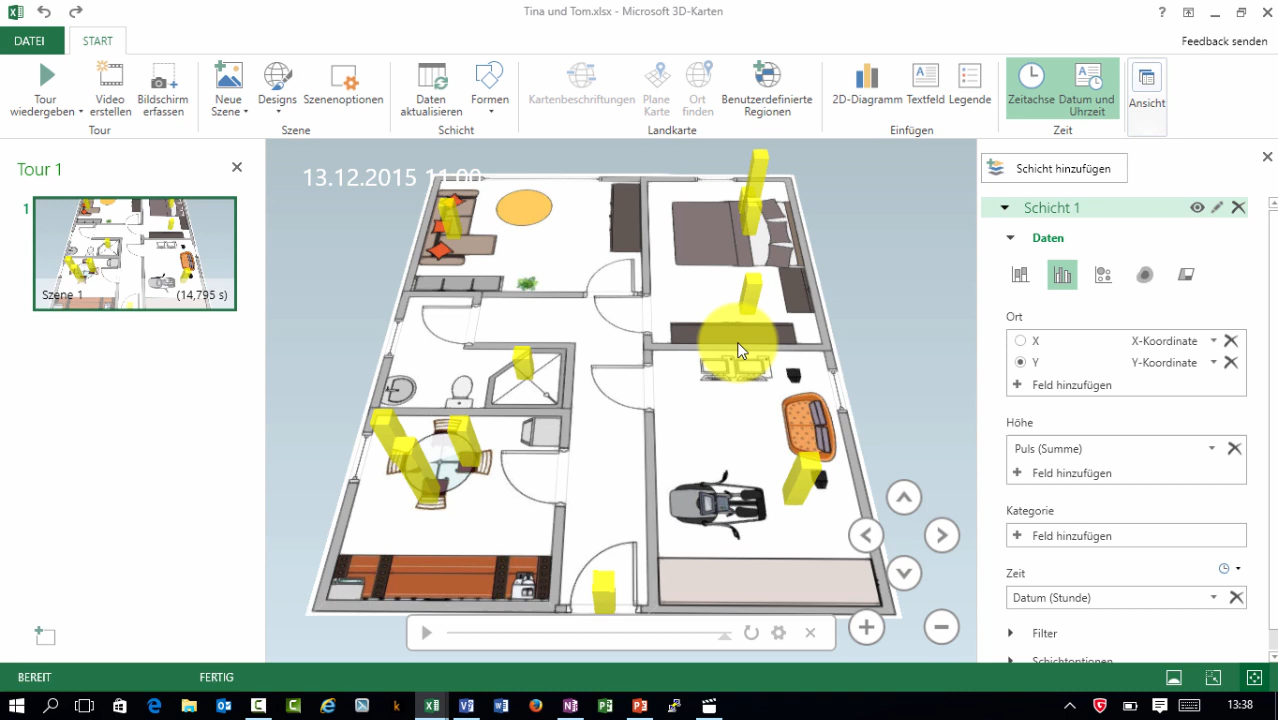 Tina und Tom.xlsx - Microsoft 3D-Karten
DATEI
START
Feedback senden
Tour wiedergeben
Video erstellen
Bildschirm erfassen
Tour
Neue Szene
Designs
Szenenoptionen
Szene
Daten aktualisieren
Formen
Schicht
Kartenbeschriftungen
Plane Karte
Ort finden
Benutzerdefinierte Regionen
Landkarte
2D-Diagramm
Textfeld
Legende
Einfügen
Zeitachse
Datum und Uhrzeit
Zeit
Ansicht
Tour 1
1
Szene 1
(14,795 s)
13.12.2015 11:00
Schicht hinzufügen
Schicht 1
Daten
Ort
X X-Koordinate
Y Y-Koordinate
Feld hinzufügen
Höhe
Puls (Summe)
Feld hinzufügen
Kategorie
Feld hinzufügen
Zeit
Datum (Stunde)
Filter
Schichtoptionen
BEREIT
FERTIG
13:38